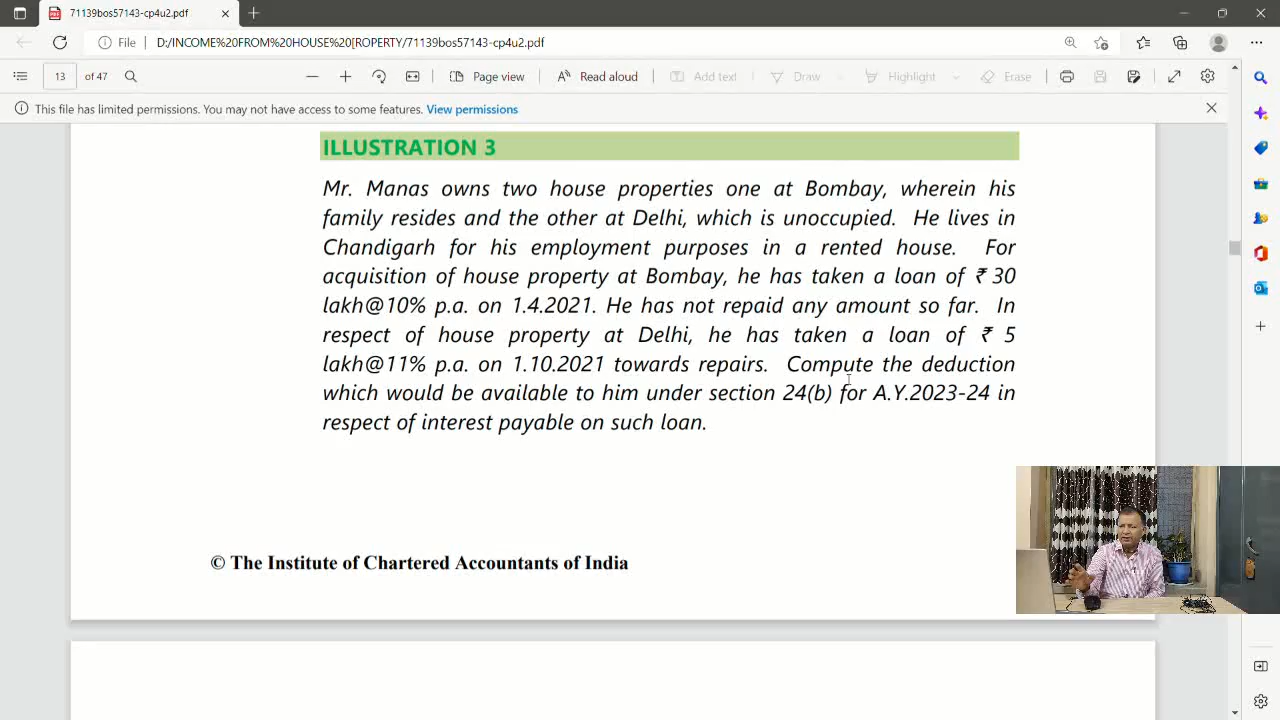 71139bos57143-cp4u2.pdf
File D:/INCOME%20FROM%20HOUSE%20[ROPERTY/71139bos57143-cp4u2.pdf
13 of 47 Page view Read aloud Add text Draw Highlight Erase
This file has limited permissions. You may not have access to some features. View permissions
ILLUSTRATION 3
Mr. Manas owns two house properties one at Bombay, wherein his
family resides and the other at Delhi, which is unoccupied. He lives in
Chandigarh for his employment purposes in a rented house. For
acquisition of house property at Bombay, he has taken a loan of ₹ 30
lakh@10% p.a. on 1.4.2021. He has not repaid any amount so far. In
respect of house property at Delhi, he has taken a loan of ₹ 5
lakh@11% p.a. on 1.10.2021 towards repairs. Compute the deduction
which would be available to him under section 24(b) for A.Y.2023-24 in
respect of interest payable on such loan.
© The Institute of Chartered Accountants of India